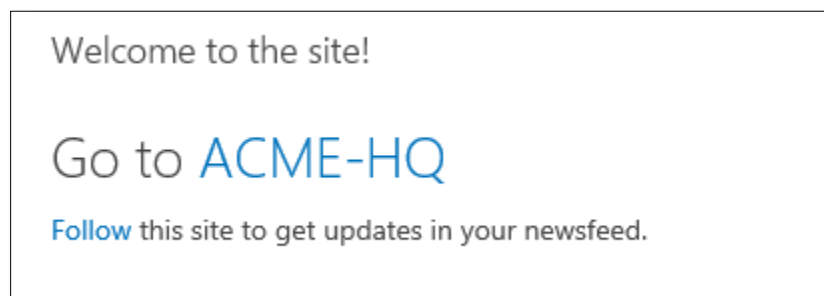 Welcome to the site!
Go to ACME-HQ
Follow this site to get updates in your newsfeed.